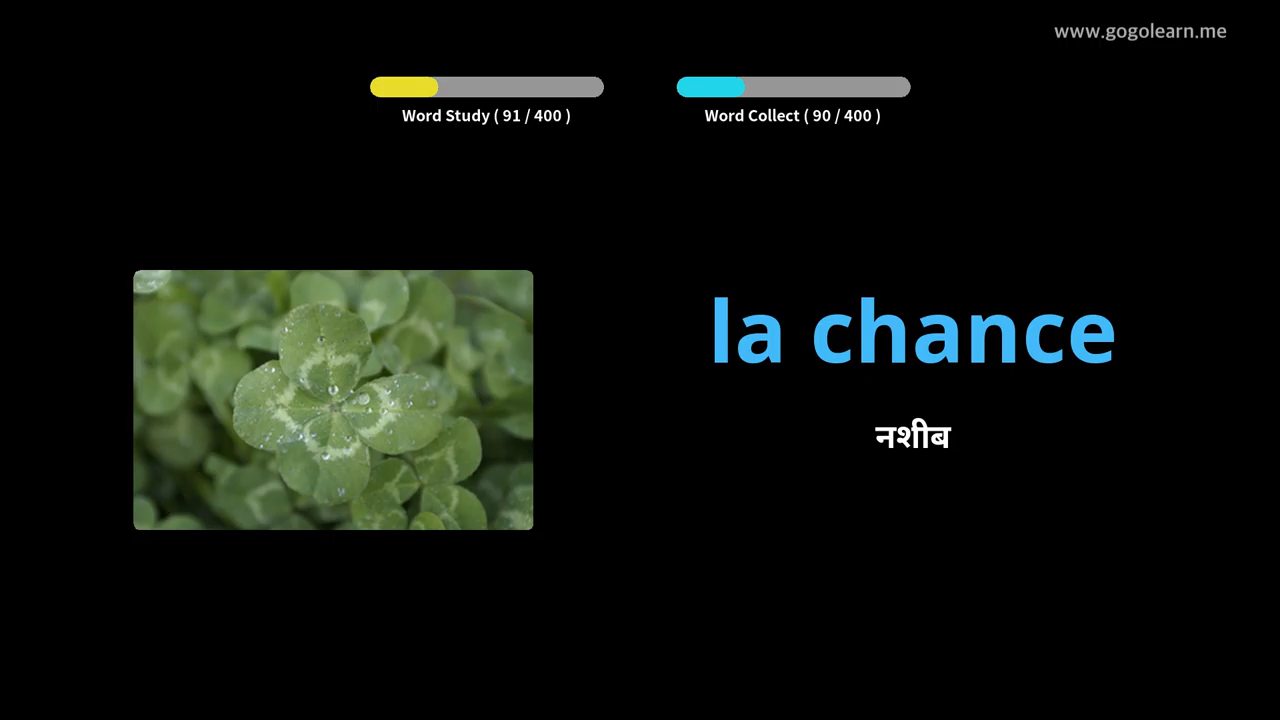 www.gogolearn.me
Word Study ( 91 / 400 )
Word Collect ( 90 / 400 )
la chance
नशीब